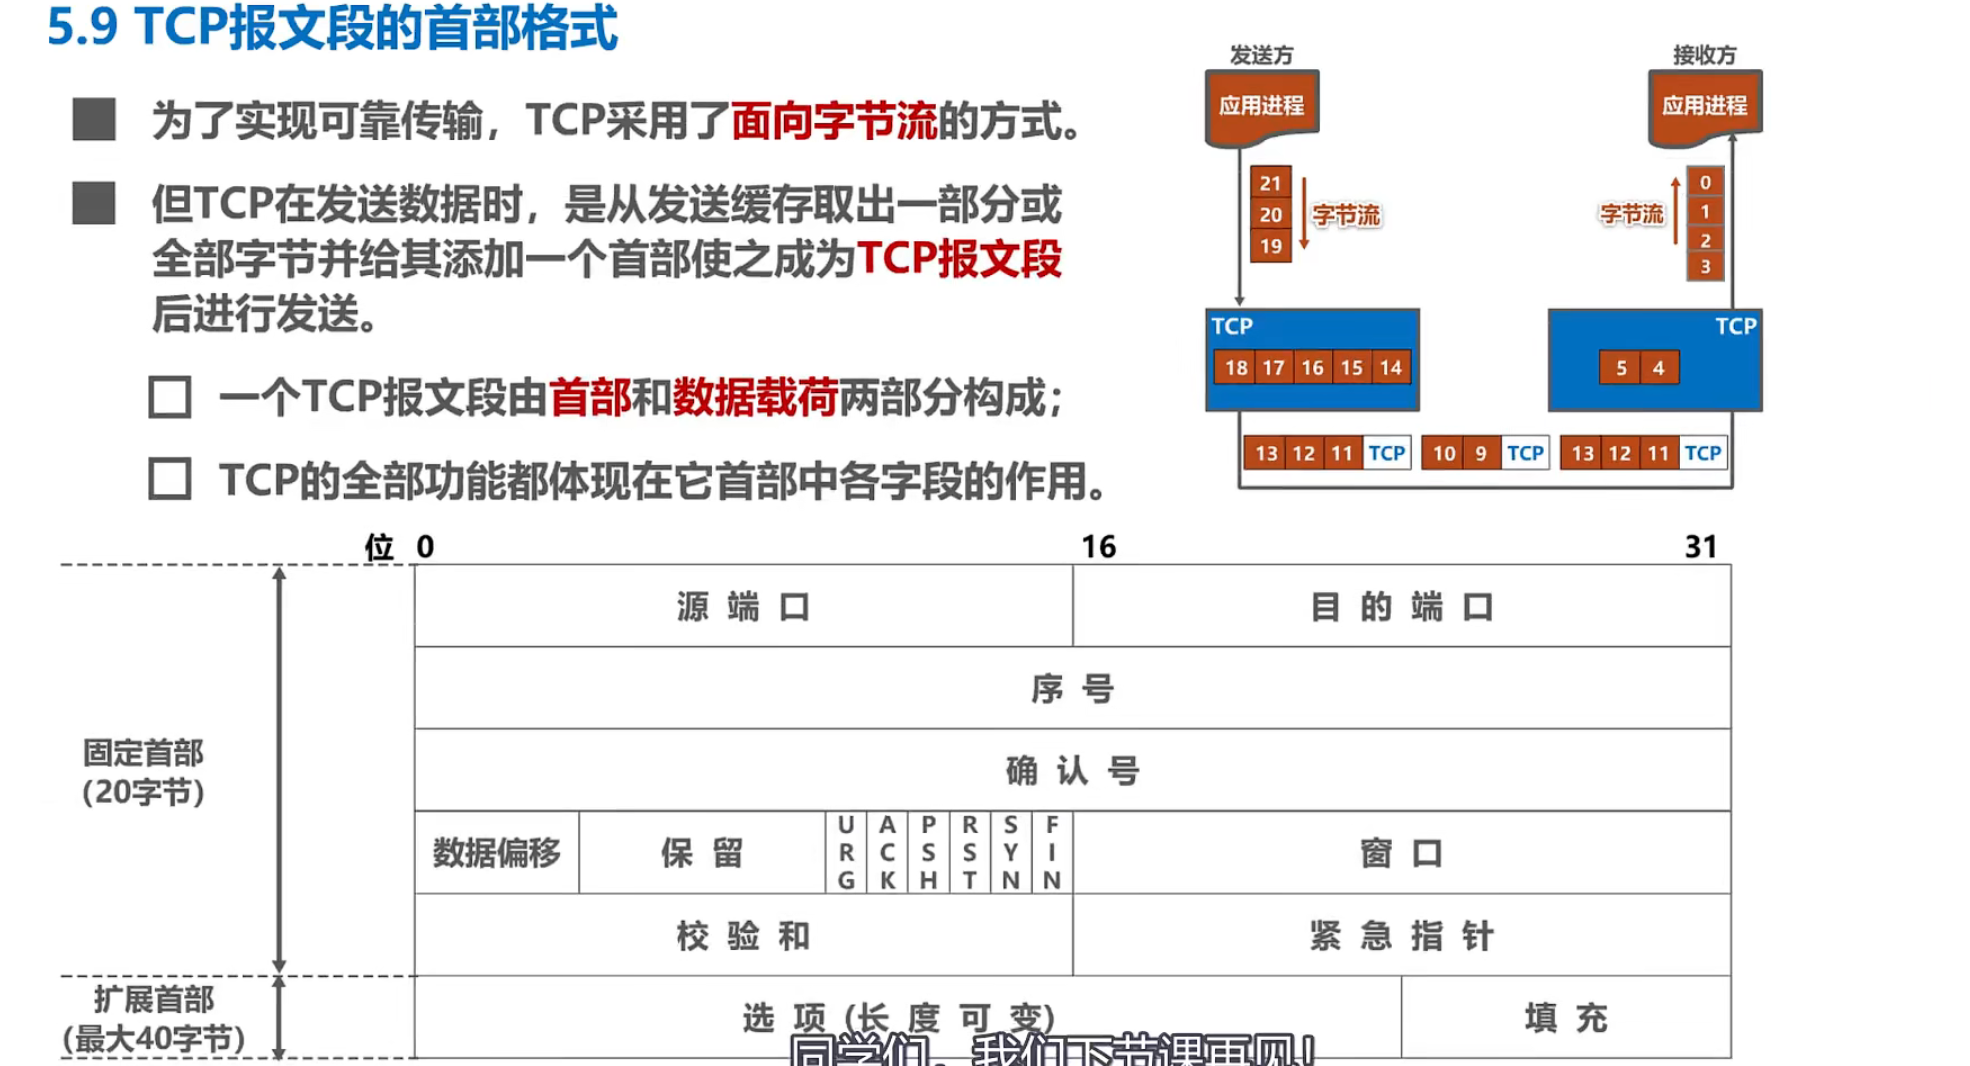 5.9 TCP报文段的首部格式
为了实现可靠传输，TCP采用了面向字节流的方式。
但TCP在发送数据时，是从发送缓存取出一部分或
全部字节并给其添加一个首部使之成为TCP报文段
后进行发送。
一个TCP报文段由首部和数据载荷两部分构成；
TCP的全部功能都体现在它首部中各字段的作用。
发送方
接收方
应用进程
应用进程
21
20
19
字节流
字节流
0
1
2
3
TCP
TCP
18 17 16 15 14
5 4
13 12 11 TCP
10 9 TCP
13 12 11 TCP
位 0 16 31
源端口 目的端口
序号
固定首部
（20字节）
确认号
数据偏移 保留 URG ACK PSH RST SYN FIN 窗口
校验和 紧急指针
扩展首部
（最大40字节）
选项（长度可变） 填充
同学们，我们下节课再见！